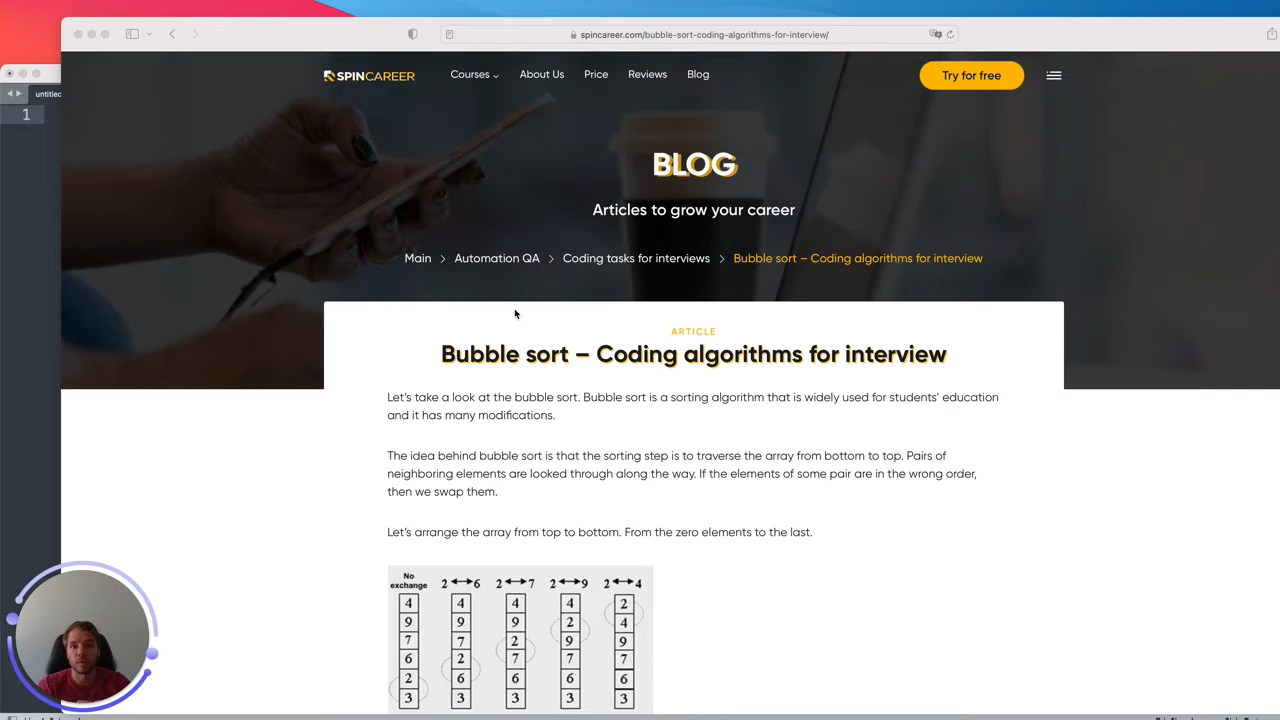 spincareer.com/bubble-sort-coding-algorithms-for-interview/
untitled
1
SPINCAREER Courses About Us Price Reviews Blog Try for free
BLOG
Articles to grow your career
Main > Automation QA > Coding tasks for interviews > Bubble sort – Coding algorithms for interview
ARTICLE
Bubble sort – Coding algorithms for interview
Let's take a look at the bubble sort. Bubble sort is a sorting algorithm that is widely used for students' education
and it has many modifications.
The idea behind bubble sort is that the sorting step is to traverse the array from bottom to top. Pairs of
neighboring elements are looked through along the way. If the elements of some pair are in the wrong order,
then we swap them.
Let's arrange the array from top to bottom. From the zero elements to the last.
No
exchange 2↔6 2↔7 2↔9 2↔4
4 4 4 4 2
9 9 9 2 4
7 7 2 9 9
6 2 7 7 7
2 6 6 6 6
3 3 3 3 3